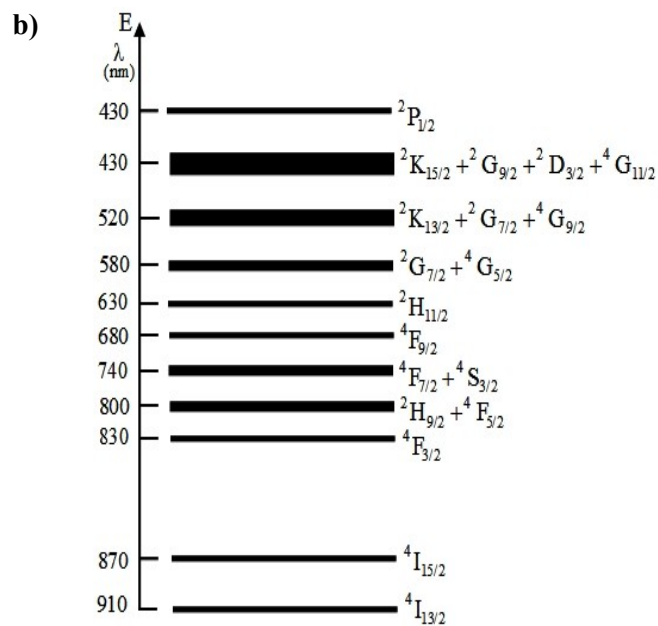 b)
E
λ
(nm)
430 ²P₁/₂
430 ²K₁₅/₂ + ²G₉/₂ + ²D₃/₂ + ⁴G₁₁/₂
520 ²K₁₃/₂ + ²G₇/₂ + ⁴G₉/₂
580 ²G₇/₂ + ⁴G₅/₂
630 ²H₁₁/₂
680 ⁴F₉/₂
740 ⁴F₇/₂ + ⁴S₃/₂
800 ²H₉/₂ + ⁴F₅/₂
830 ⁴F₃/₂
870 ⁴I₁₅/₂
910 ⁴I₁₃/₂